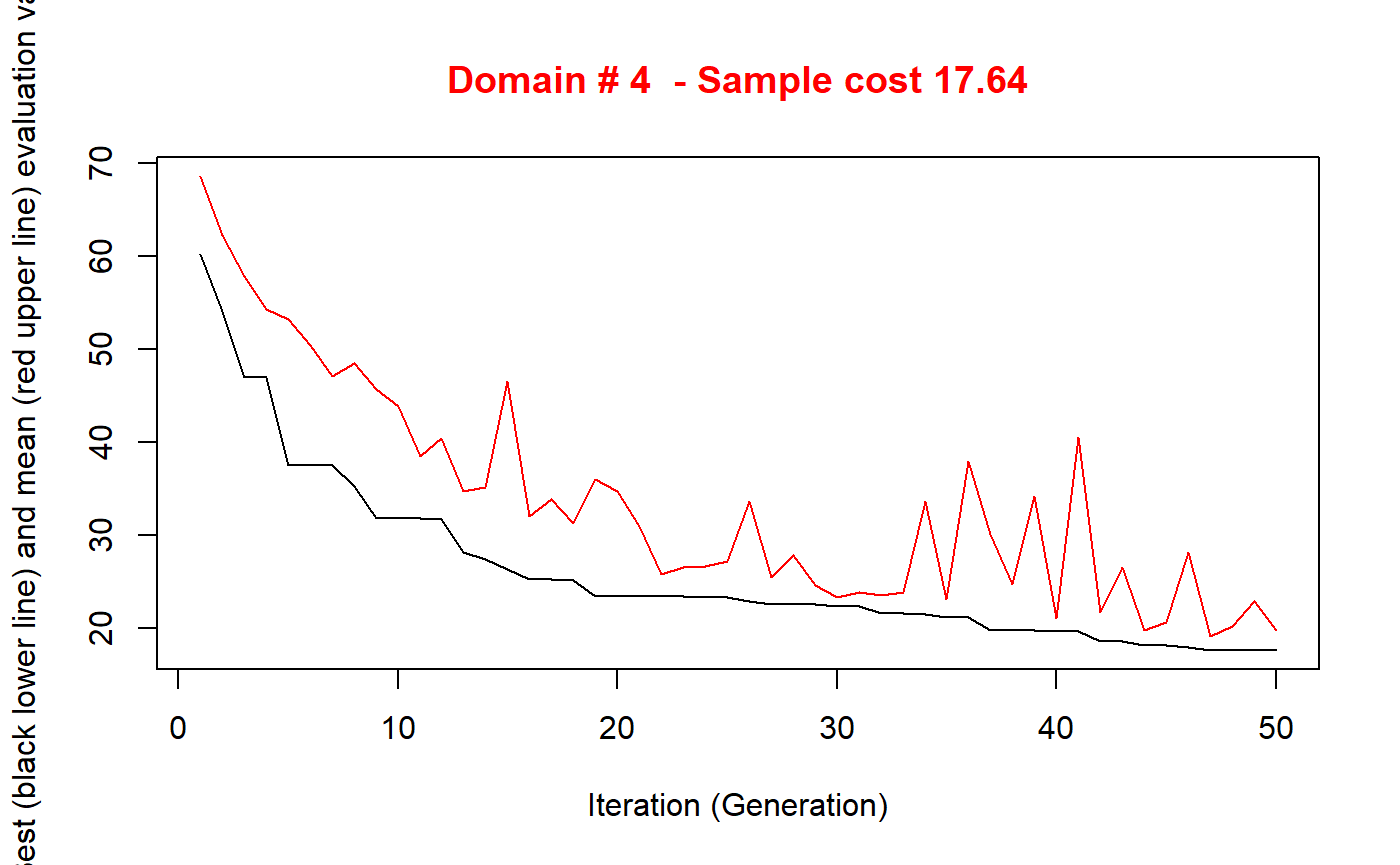 Domain # 4  - Sample cost 17.64
(black lower line) and mean (red upper line) evaluation
70
60
50
40
30
20
0 10 20 30 40 50
Iteration (Generation)